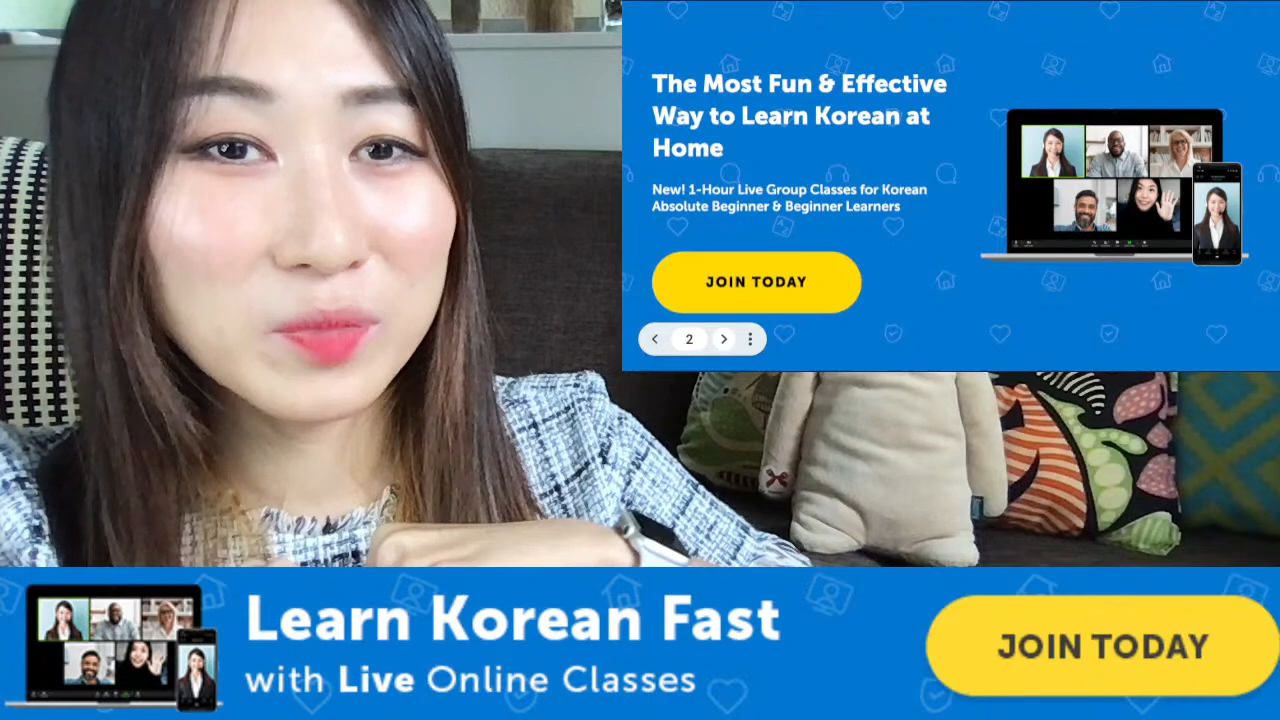 The Most Fun & Effective
Way to Learn Korean at
Home
New! 1-Hour Live Group Classes for Korean
Absolute Beginner & Beginner Learners
JOIN TODAY
2
Learn Korean Fast
with Live Online Classes
JOIN TODAY